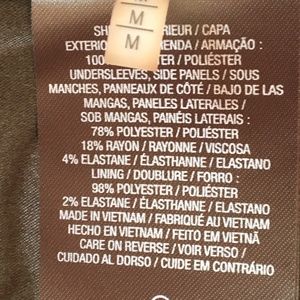 M
M
M
SH RIEUR / CAPA
EXTERIO RENDA / ARMAÇÃO :
100 TER / POLIÉSTER
UNDERSLEEVES, SIDE PANELS / SOUS
MANCHES, PANNEAUX DE CÔTÉ / BAJO DE LAS
MANGAS, PANELES LATERALES /
SOB MANGAS, PAINÉIS LATERAIS :
78% POLYESTER / POLIÉSTER
18% RAYON / RAYONNE / VISCOSA
4% ELASTANE / ÉLASTHANNE / ELASTANO
LINING / DOUBLURE / FORRO :
98% POLYESTER / POLIÉSTER
2% ELASTANE / ÉLASTHANNE / ELASTANO
MADE IN VIETNAM / FABRIQUÉ AU VIETNAM
HECHO EN VIETNAM / FEITO EM VIETNÃ
CARE ON REVERSE / VOIR VERSO /
CUIDADO AL DORSO / CUIDE EM CONTRÁRIO